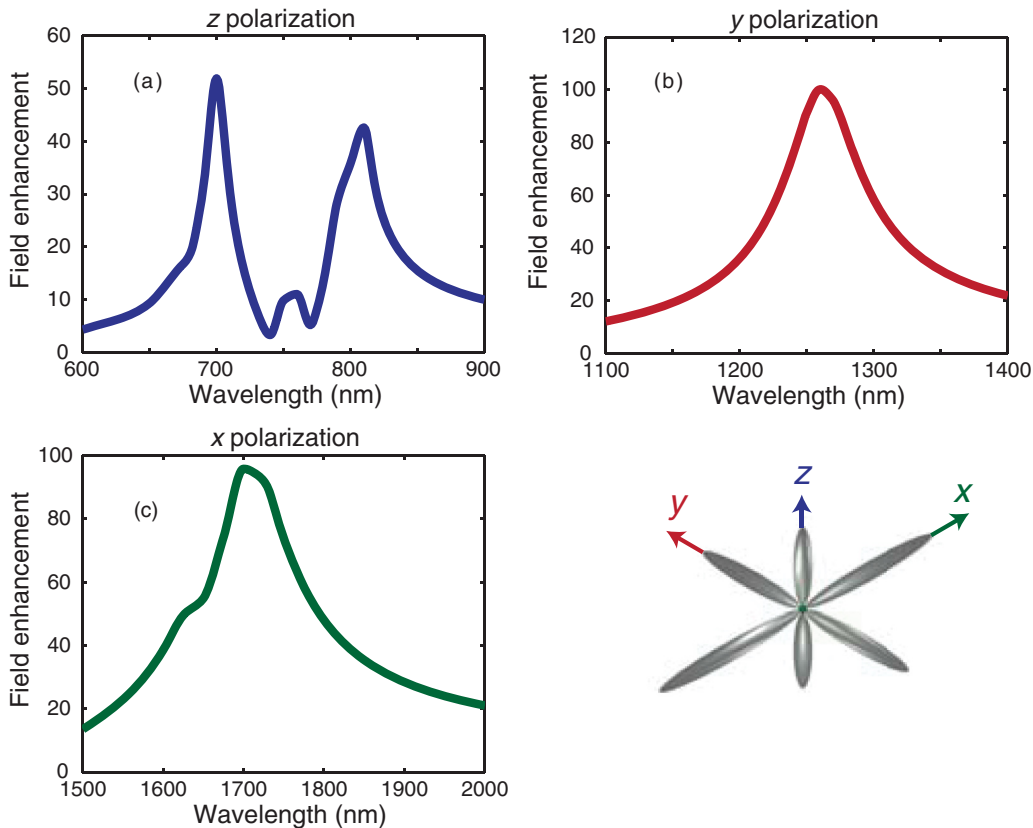 z polarization
(a)
Field enhancement
60
50
40
30
20
10
0
600
700
800
900
Wavelength (nm)
y polarization
(b)
Field enhancement
120
100
80
60
40
20
0
1100
1200
1300
1400
Wavelength (nm)
x polarization
(c)
Field enhancement
100
80
60
40
20
0
1500
1600
1700
1800
1900
2000
Wavelength (nm)
z
y
x